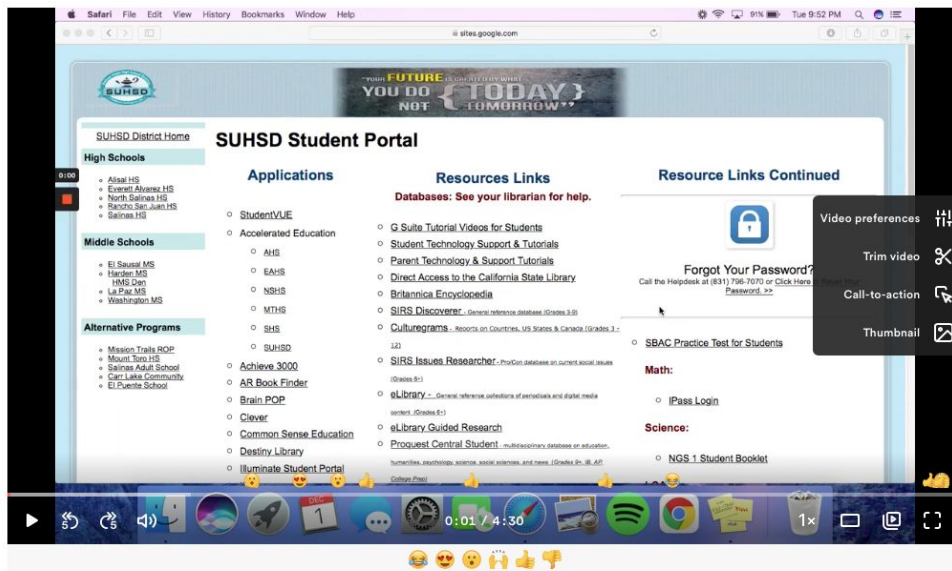 Safari File Edit View History Bookmarks Window Help 91% Tue 9:52 PM
sites.google.com
SUHSD
"YOUR FUTURE IS CREATED BY WHAT
YOU DO { TODAY }
NOT TOMORROW"
SUHSD District Home
High Schools
Alisal HS
Everett Alvarez HS
North Salinas HS
Rancho San Juan HS
Salinas HS
Middle Schools
El Sausal MS
Harden MS
HMS Den
La Paz MS
Washington MS
Alternative Programs
Mission Trails ROP
Mount Toro HS
Salinas Adult School
Carr Lake Community
El Puente School
SUHSD Student Portal
Applications
StudentVUE
Accelerated Education
AHS
EAHS
NSHS
MTHS
SHS
SUHSD
Achieve 3000
AR Book Finder
Brain POP
Clever
Common Sense Education
Destiny Library
Illuminate Student Portal
Resources Links
Databases: See your librarian for help.
G Suite Tutorial Videos for Students
Student Technology Support & Tutorials
Parent Technology & Support Tutorials
Direct Access to the California State Library
Britannica Encyclopedia
SIRS Discoverer - General reference database (Grades 3-9)
Culturegrams - Reports on Countries, US States & Canada (Grades 3 -
12)
SIRS Issues Researcher - Pro/Con database on current social issues
(Grades 6+)
eLibrary - General reference collections of periodicals and digital media
content (Grades 6+)
eLibrary Guided Research
Proquest Central Student - multidisciplinary database on education,
humanities, psychology, science, social sciences, and news (Grades 9+, IB, AP,
College Prep)
Resource Links Continued
Forgot Your Password?
Call the Helpdesk at (831) 796-7070 or Click Here
Password. >>
SBAC Practice Test for Students
Math:
IPass Login
Science:
NGS 1 Student Booklet
0:00
Video preferences
Trim video
Call-to-action
Thumbnail
5
5
DEC
1
0:01 / 4:30
1×